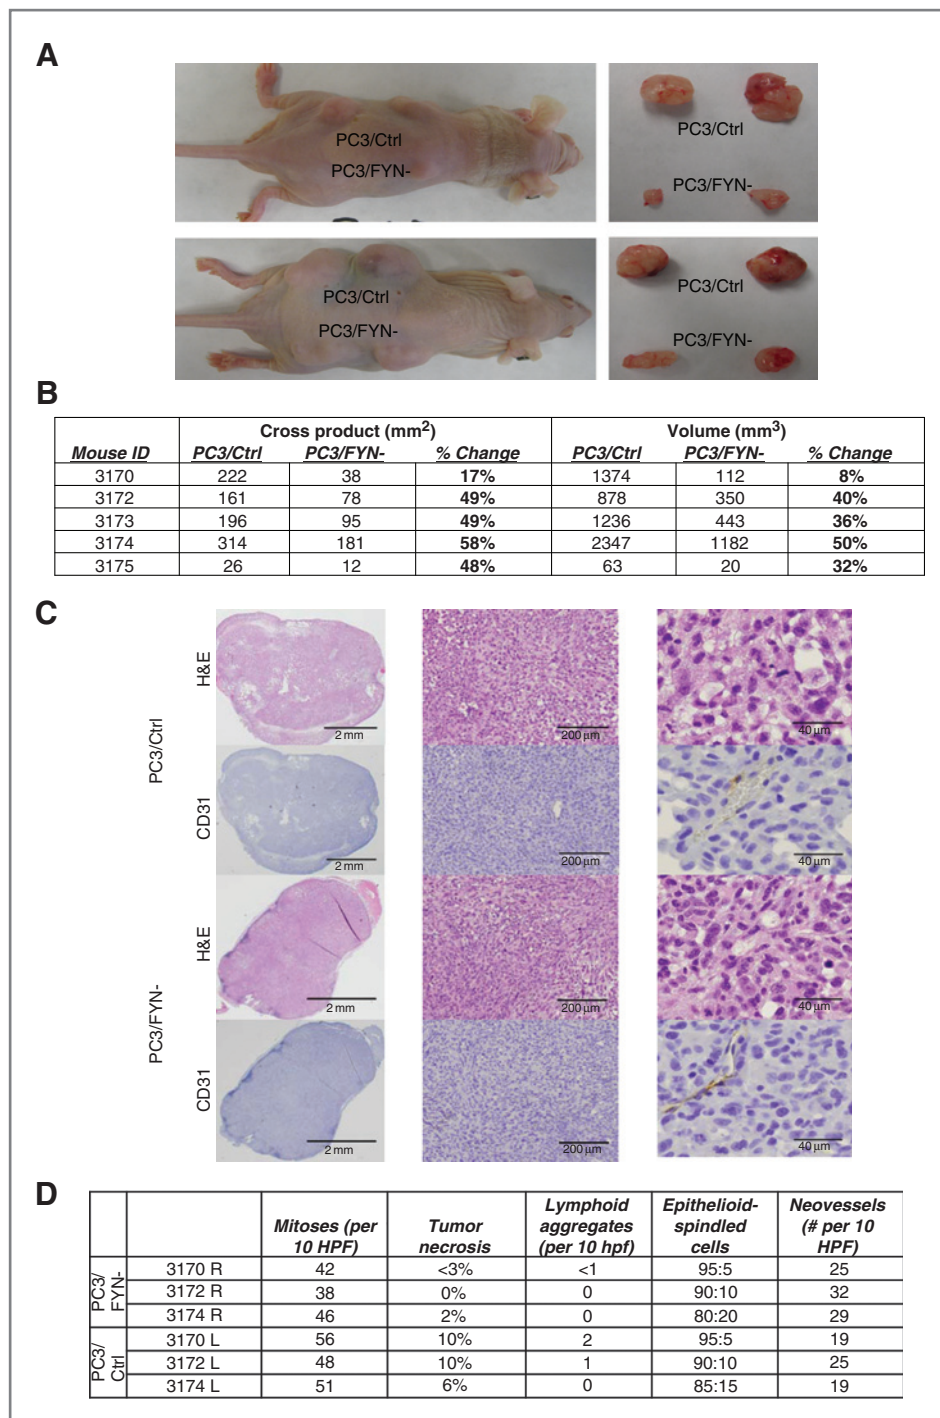 A
PC3/Ctrl
PC3/FYN-
PC3/Ctrl
PC3/FYN-
PC3/Ctrl
PC3/FYN-
PC3/Ctrl
PC3/FYN-
B
Cross product (mm2) Volume (mm3)
Mouse ID PC3/Ctrl PC3/FYN- % Change PC3/Ctrl PC3/FYN- % Change
3170 222 38 17% 1374 112 8%
3172 161 78 49% 878 350 40%
3173 196 95 49% 1236 443 36%
3174 314 181 58% 2347 1182 50%
3175 26 12 48% 63 20 32%
C
PC3/Ctrl
H&E
2 mm 200 µm 40 µm
CD31
2 mm 200 µm 40 µm
PC3/FYN-
H&E
2 mm 200 µm 40 µm
CD31
2 mm 200 µm 40 µm
D
Mitoses (per 10 HPF) Tumor necrosis Lymphoid aggregates (per 10 hpf) Epithelioid-spindled cells Neovessels (# per 10 HPF)
PC3/FYN-
3170 R 42 <3% <1 95:5 25
3172 R 38 0% 0 90:10 32
3174 R 46 2% 0 80:20 29
PC3/Ctrl
3170 L 56 10% 2 95:5 19
3172 L 48 10% 1 90:10 25
3174 L 51 6% 0 85:15 19